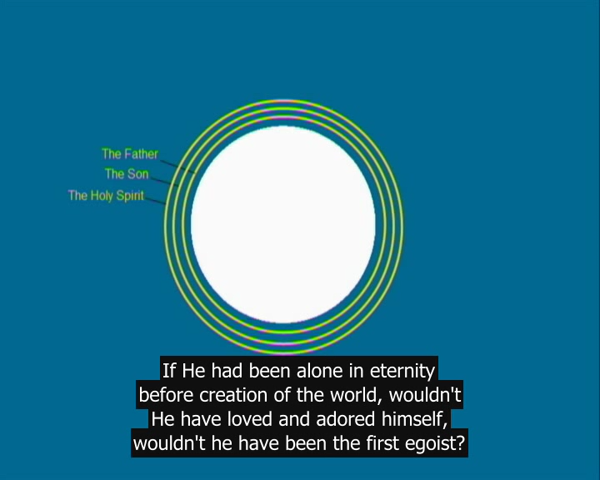 The Father
The Son
The Holy Spirit
If He had been alone in eternity
before creation of the world, wouldn't
He have loved and adored himself,
wouldn't he have been the first egoist?